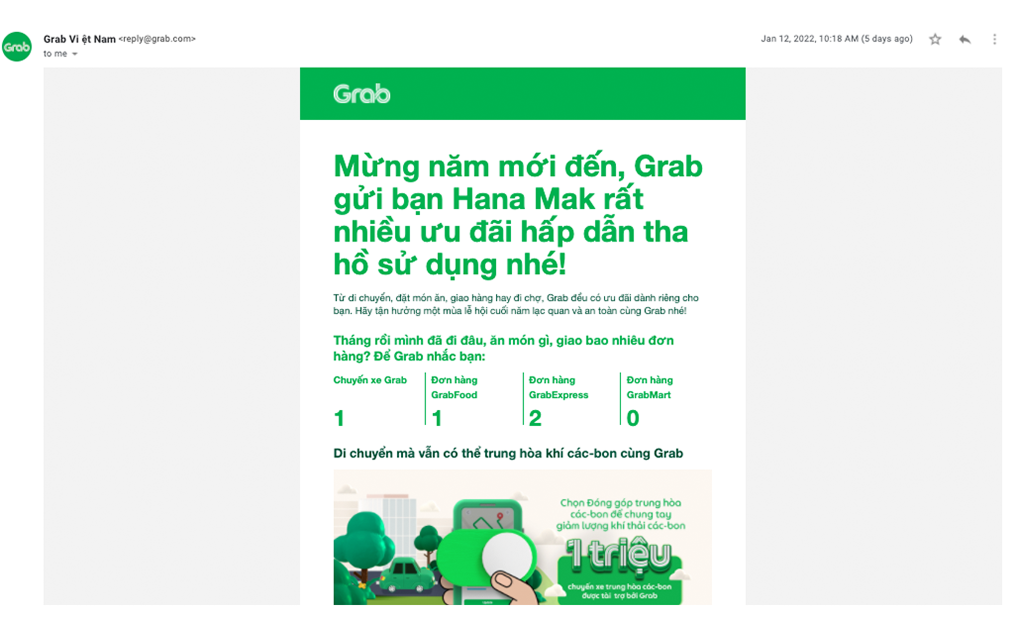 Grab
Grab Vi ệt Nam <reply@grab.com>
Jan 12, 2022, 10:18 AM (5 days ago)
to me
Grab
Mừng năm mới đến, Grab
gửi bạn Hana Mak rất
nhiều ưu đãi hấp dẫn tha
hồ sử dụng nhé!
Từ di chuyển, đặt món ăn, giao hàng hay đi chợ, Grab đều có ưu đãi dành riêng cho
bạn. Hãy tận hưởng một mùa lễ hội cuối năm lạc quan và an toàn cùng Grab nhé!
Tháng rồi mình đã đi đâu, ăn món gì, giao bao nhiêu đơn
hàng? Để Grab nhắc bạn:
Chuyến xe Grab
1
Đơn hàng
GrabFood
1
Đơn hàng
GrabExpress
2
Đơn hàng
GrabMart
0
Di chuyển mà vẫn có thể trung hòa khí các-bon cùng Grab
Chọn Đóng góp trung hòa
các-bon để chung tay
giảm lượng khí thải các-bon
1 triệu
chuyến xe trung hòa các-bon
được tài trợ bởi Grab